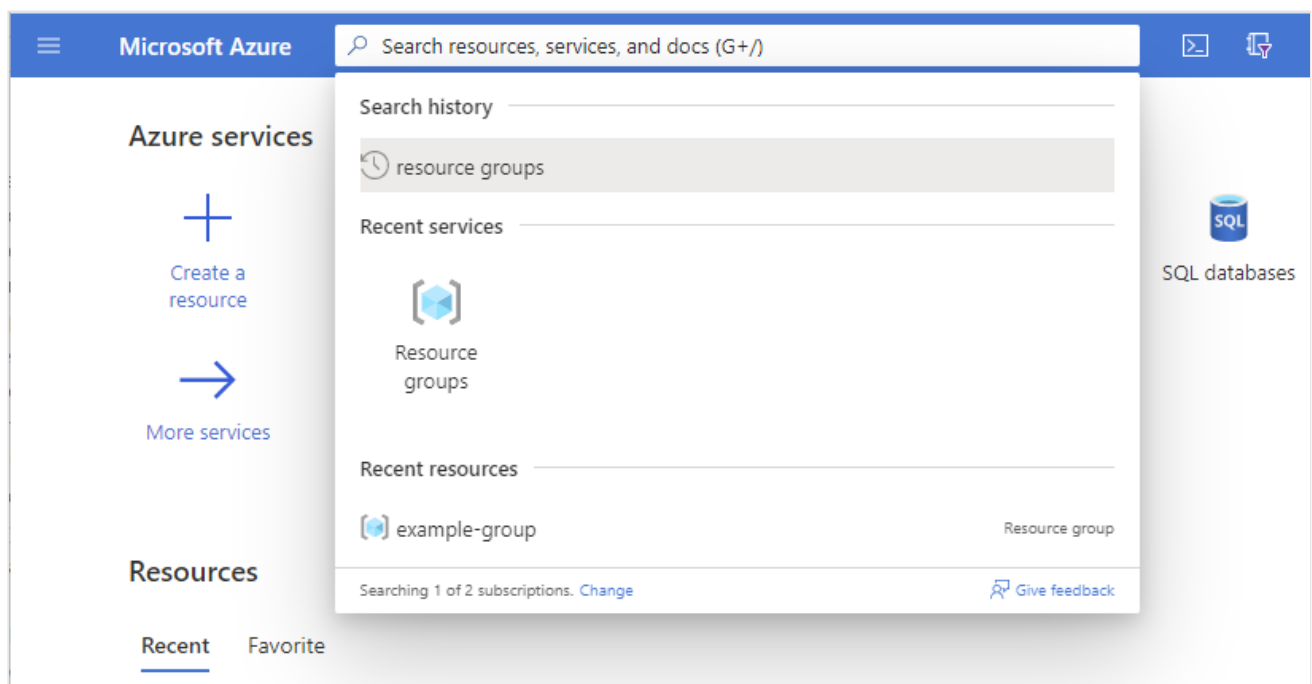 Microsoft Azure
Search resources, services, and docs (G+/)
Search history
Azure services
resource groups
Recent services
SQL
Create a
resource
SQL databases
Resource
groups
More services
Recent resources
example-group
Resource group
Resources
Searching 1 of 2 subscriptions. Change
Give feedback
Recent
Favorite